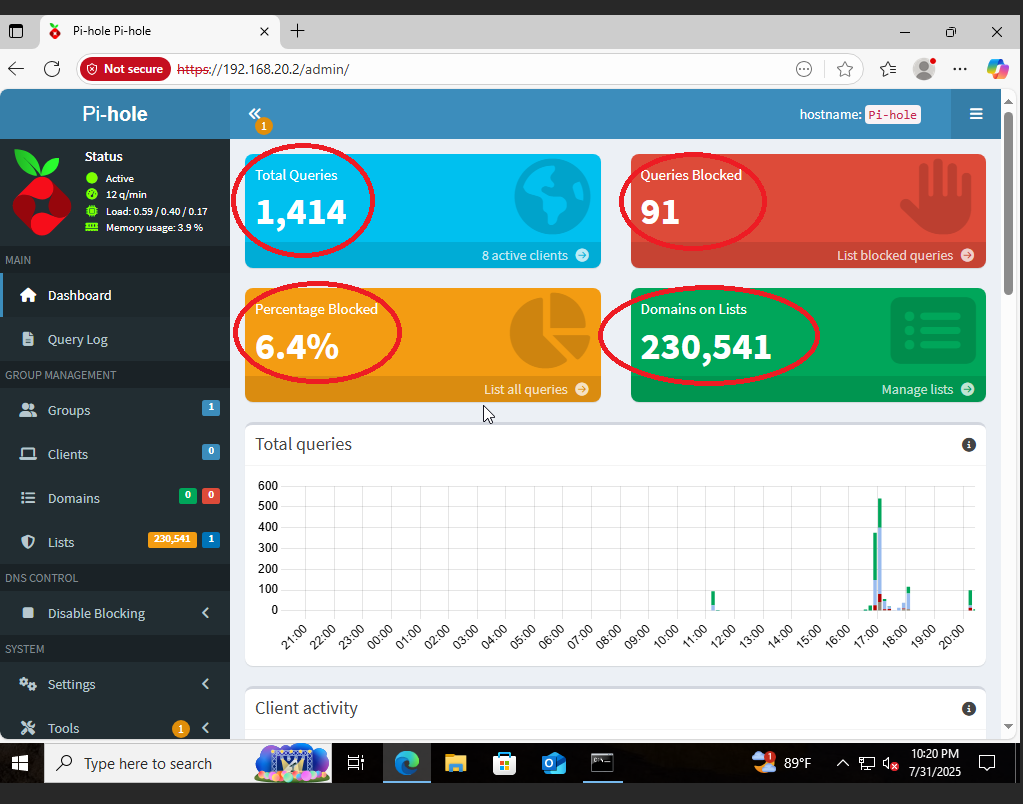 Pi-hole Pi-hole
Not secure https://192.168.20.2/admin/
Pi-hole
1
hostname: Pi-hole
Status
Active
12 q/min
Load: 0.59 / 0.40 / 0.17
Memory usage: 3.9 %
MAIN
Dashboard
Query Log
GROUP MANAGEMENT
Groups 1
Clients 0
Domains 0 0
Lists 230,541 1
DNS CONTROL
Disable Blocking
SYSTEM
Settings
Tools 1
Total Queries
1,414
8 active clients
Queries Blocked
91
List blocked queries
Percentage Blocked
6.4%
List all queries
Domains on Lists
230,541
Manage lists
Total queries
600
500
400
300
200
100
0
21:00 22:00 23:00 00:00 01:00 02:00 03:00 04:00 05:00 06:00 07:00 08:00 09:00 10:00 11:00 12:00 13:00 14:00 15:00 16:00 17:00 18:00 19:00 20:00
Client activity
Type here to search
1
89°F
10:20 PM
7/31/2025